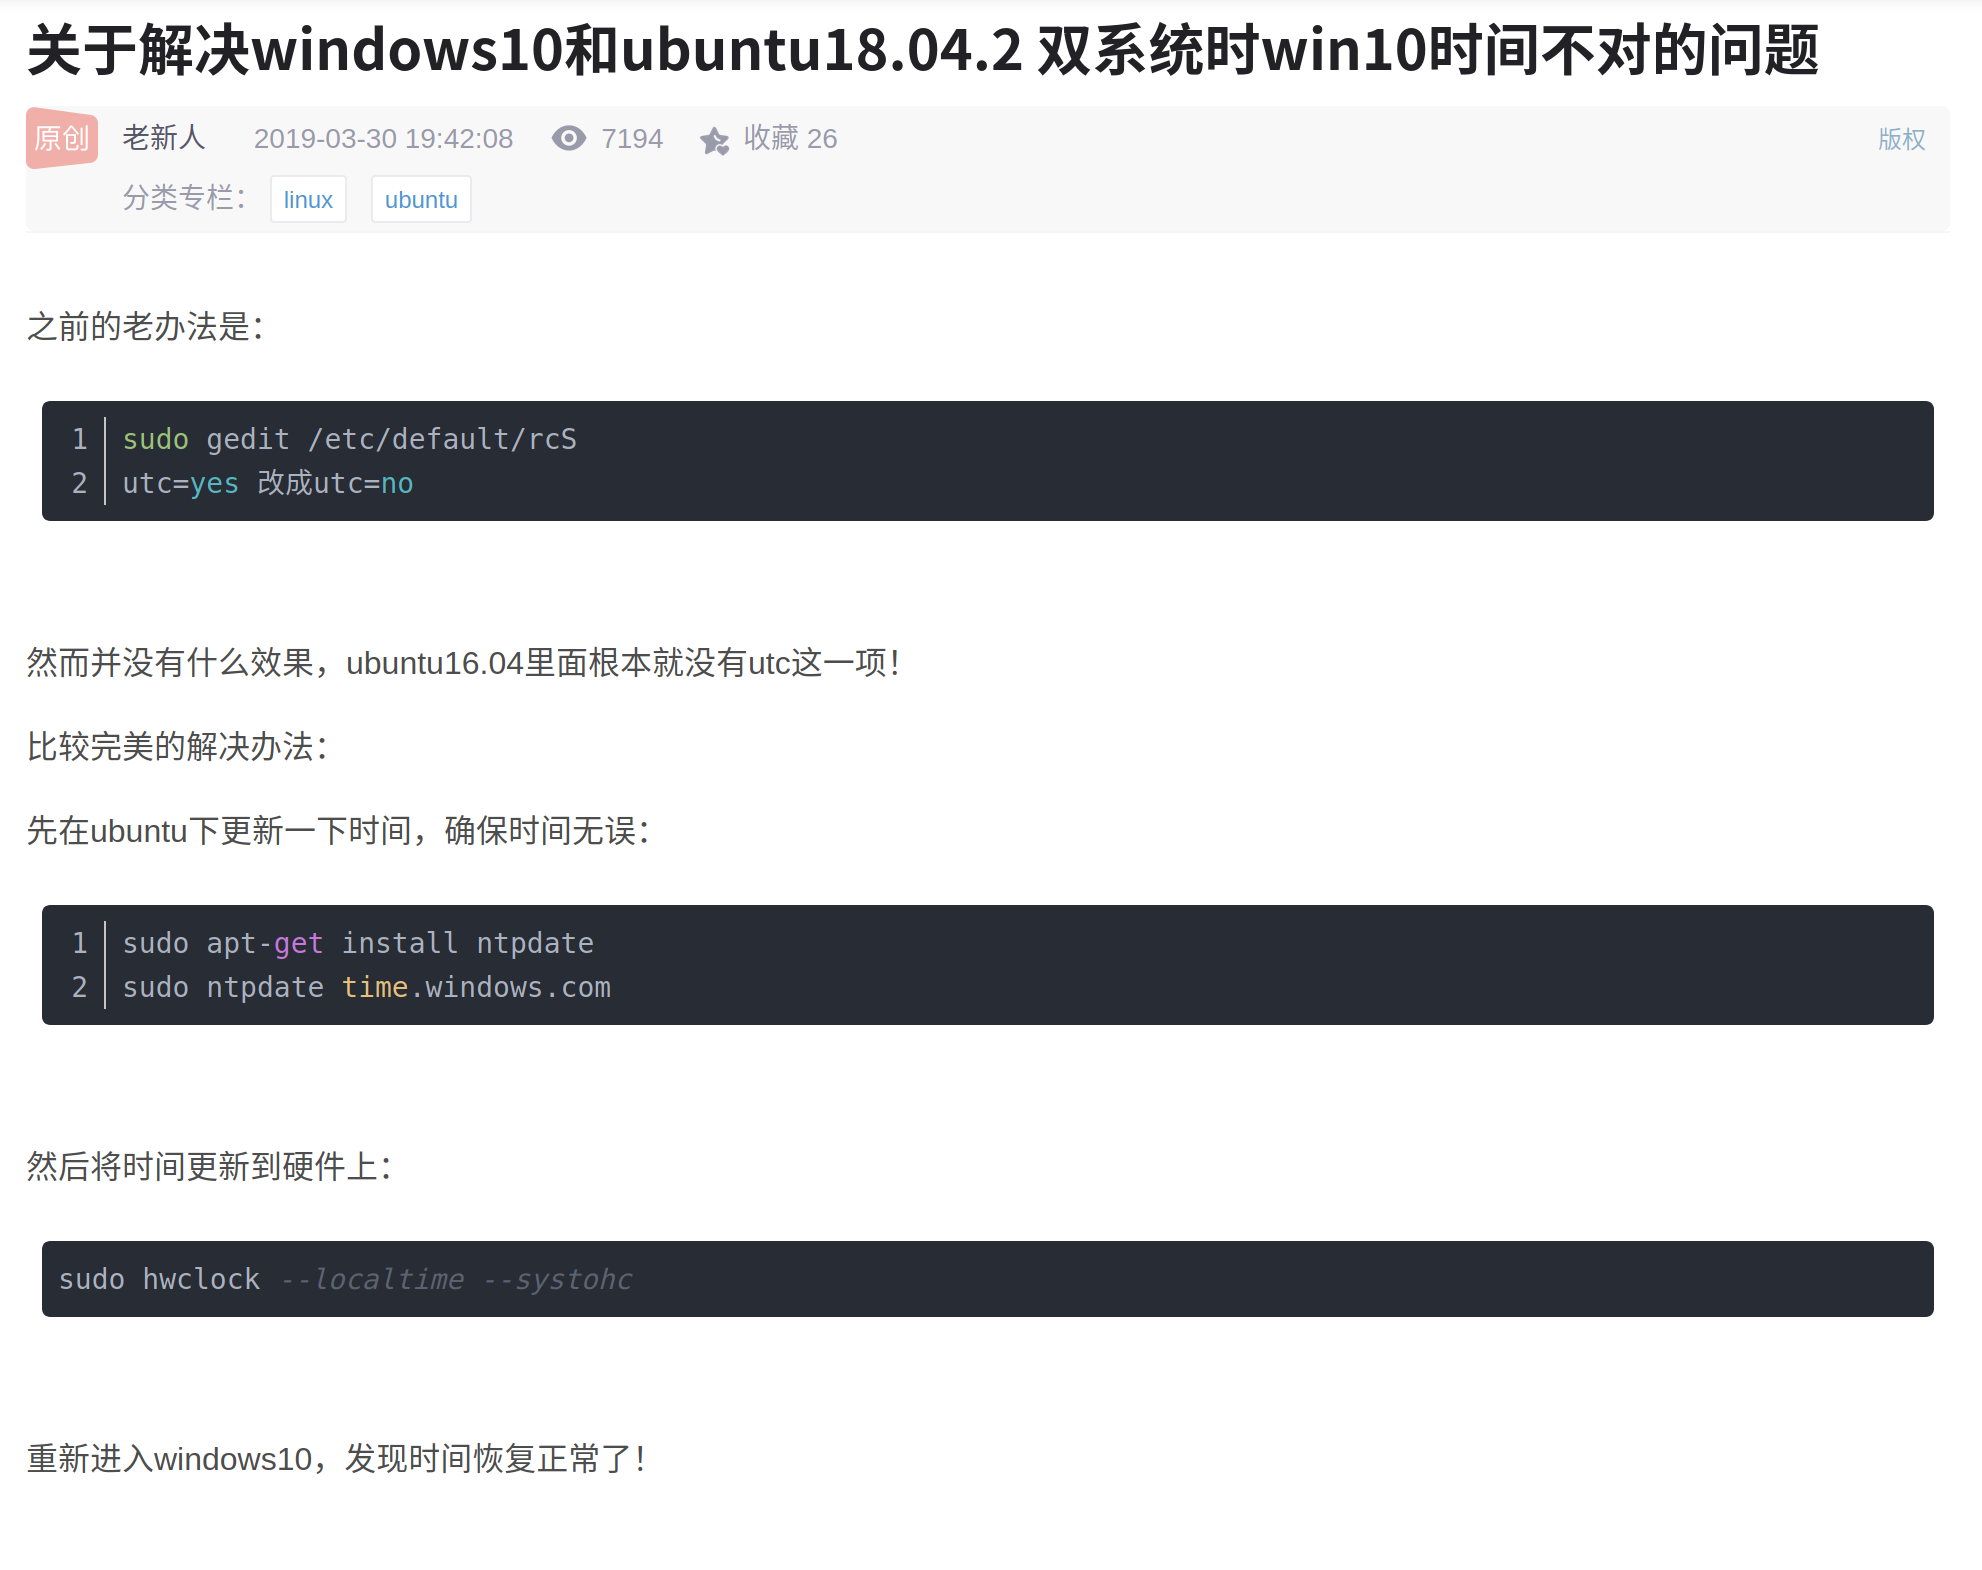 关于解决windows10和ubuntu18.04.2 双系统时win10时间不对的问题
原创 老新人 2019-03-30 19:42:08 7194 收藏 26 版权
分类专栏： linux ubuntu
之前的老办法是：
1 sudo gedit /etc/default/rcS
2 utc=yes 改成utc=no
然而并没有什么效果，ubuntu16.04里面根本就没有utc这一项！
比较完美的解决办法：
先在ubuntu下更新一下时间，确保时间无误：
1 sudo apt-get install ntpdate
2 sudo ntpdate time.windows.com
然后将时间更新到硬件上：
sudo hwclock --localtime --systohc
重新进入windows10，发现时间恢复正常了！